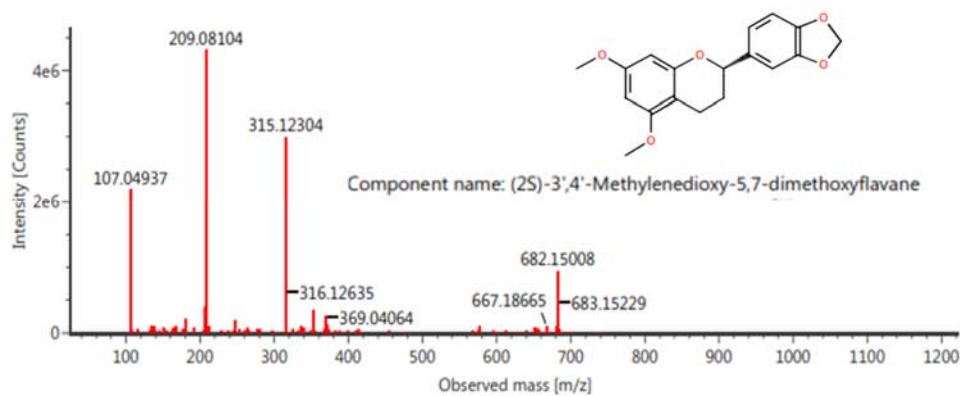 209.08104
4e6
315.12304
107.04937
Component name: (2S)-3',4'-Methylenedioxy-5,7-dimethoxyflavane
2e6
682.15008
316.12635
667.18665
683.15229
369.04064
0
100 200 300 400 500 600 700 800 900 1000 1100 1200
Observed mass [m/z]
Intensity [Counts]
O
O
O
O
O